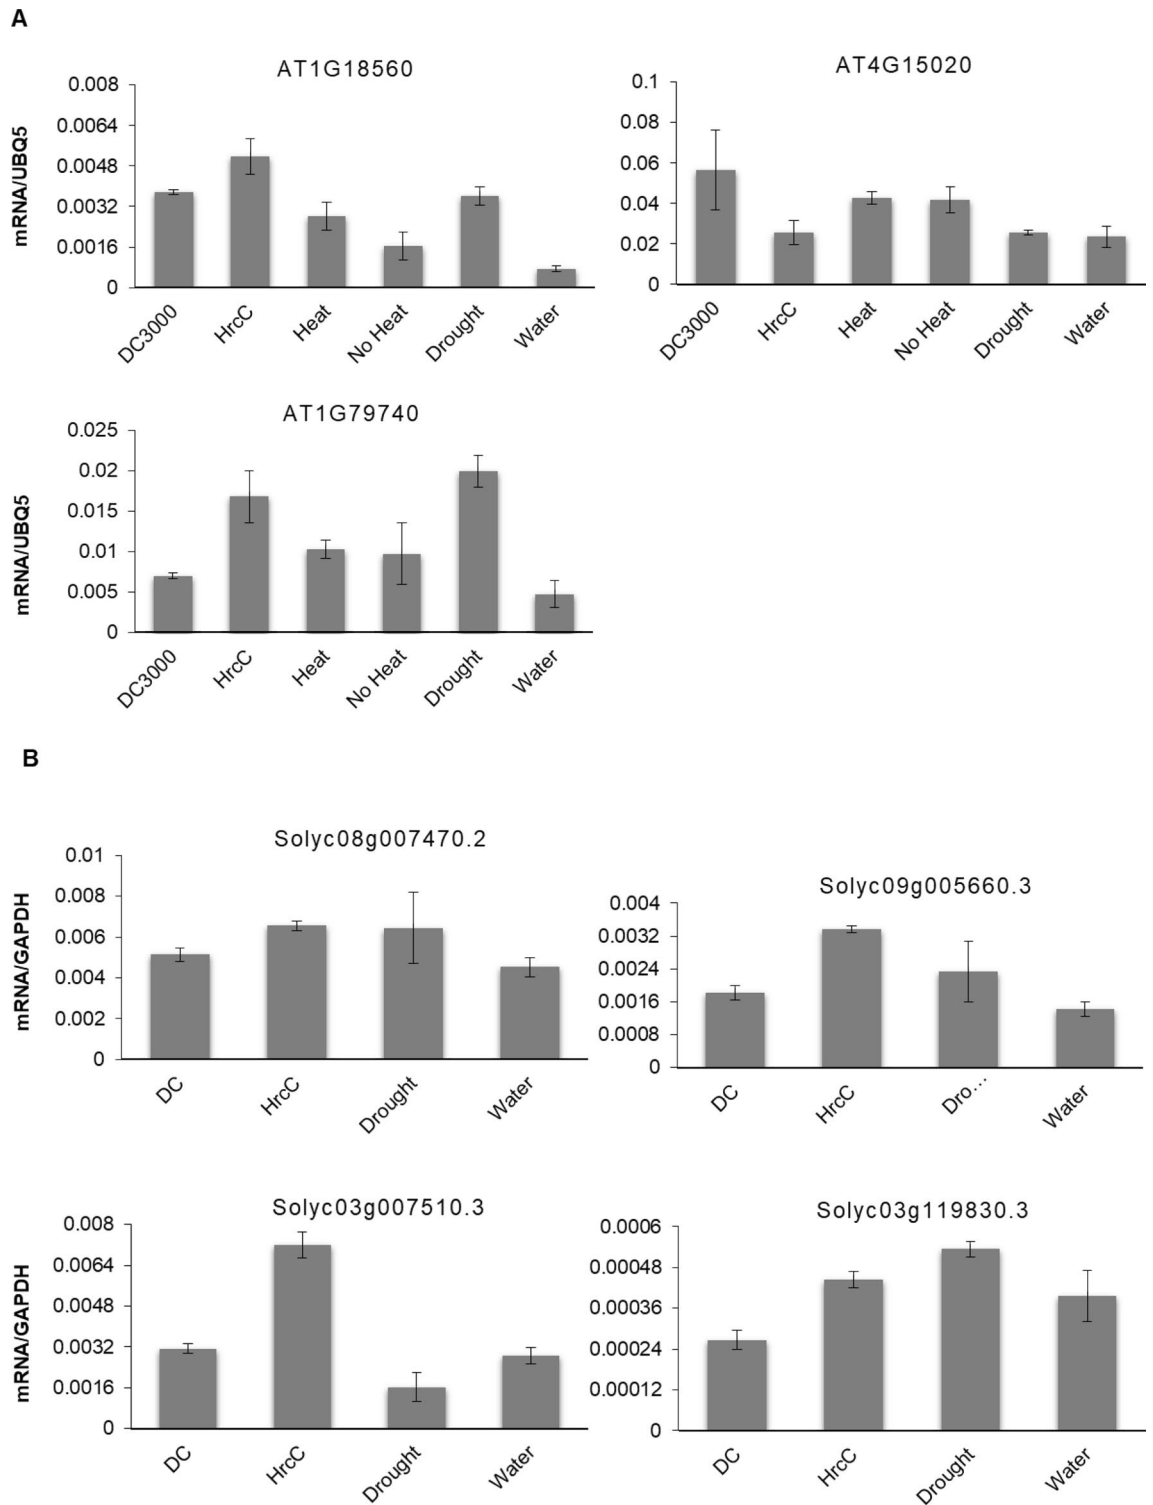 A
AT1G18560
mRNA/UBQ5
0.008
0.0064
0.0048
0.0032
0.0016
0
DC3000
HrcC
Heat
No Heat
Drought
Water
AT4G15020
0.1
0.08
0.06
0.04
0.02
0
DC3000
HrcC
Heat
No Heat
Drought
Water
AT1G79740
mRNA/UBQ5
0.025
0.02
0.015
0.01
0.005
0
DC3000
HrcC
Heat
No Heat
Drought
Water
B
Solyc08g007470.2
mRNA/GAPDH
0.01
0.008
0.006
0.004
0.002
0
DC
HrcC
Drought
Water
Solyc09g005660.3
0.004
0.0032
0.0024
0.0016
0.0008
0
DC
HrcC
Dro...
Water
Solyc03g007510.3
mRNA/GAPDH
0.008
0.0064
0.0048
0.0032
0.0016
0
DC
HrcC
Drought
Water
Solyc03g119830.3
0.0006
0.00048
0.00036
0.00024
0.00012
0
DC
HrcC
Drought
Water